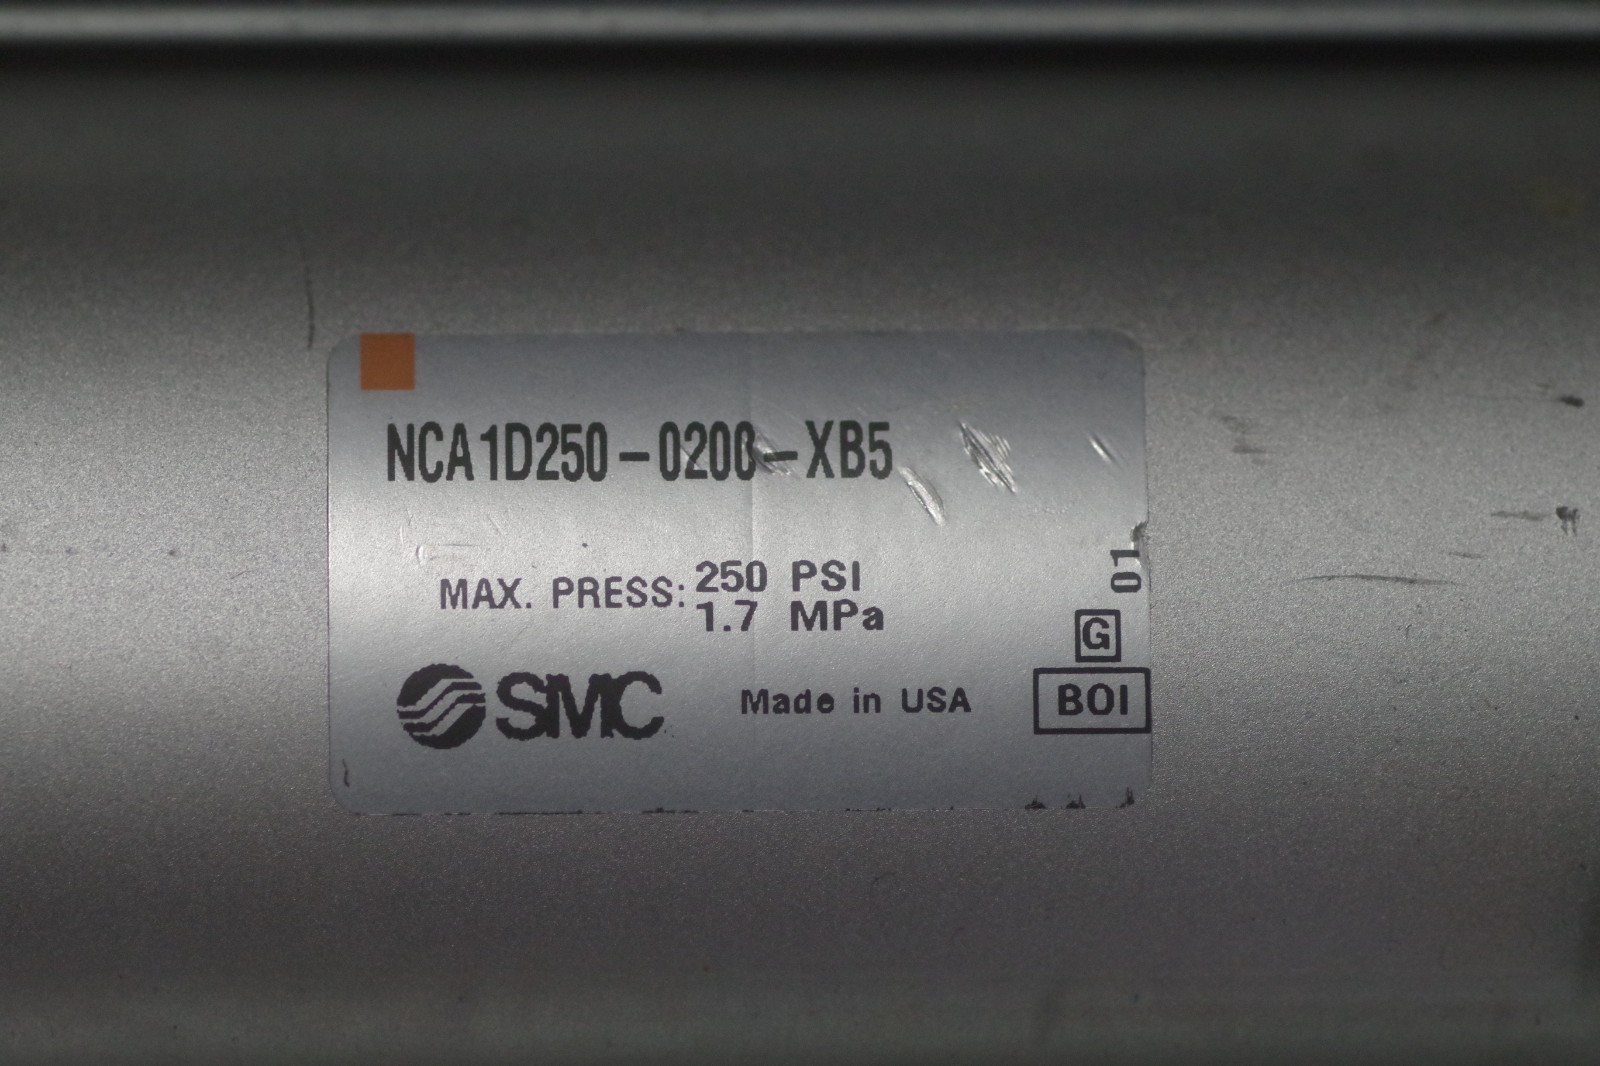 NCA1D250-0200-XB5
MAX. PRESS: 250 PSI
1.7 MPa
01
G
SMC
Made in USA
BOI